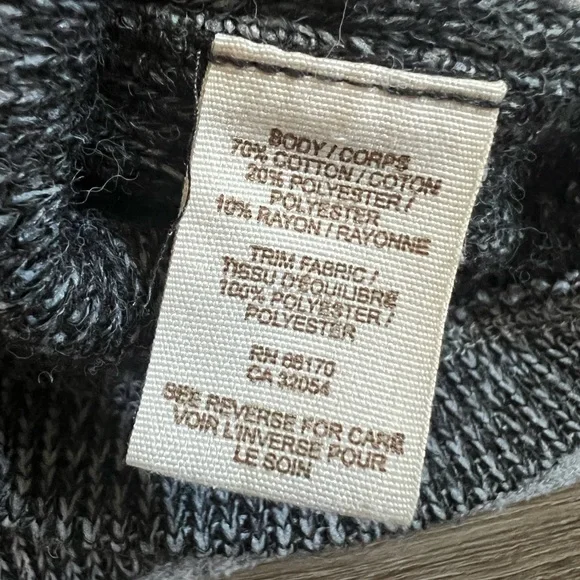 BODY / CORPS
70% COTTON / COTON
20% POLYESTER /
POLYESTER
10% RAYON / RAYONNE
TRIM FABRIC /
TISSU D'EQUILIBRE
100% POLYESTER /
POLYESTER
RN 68170
CA 32054
SEE REVERSE FOR CARE
VOIR L'INVERSE POUR
LE SOIN